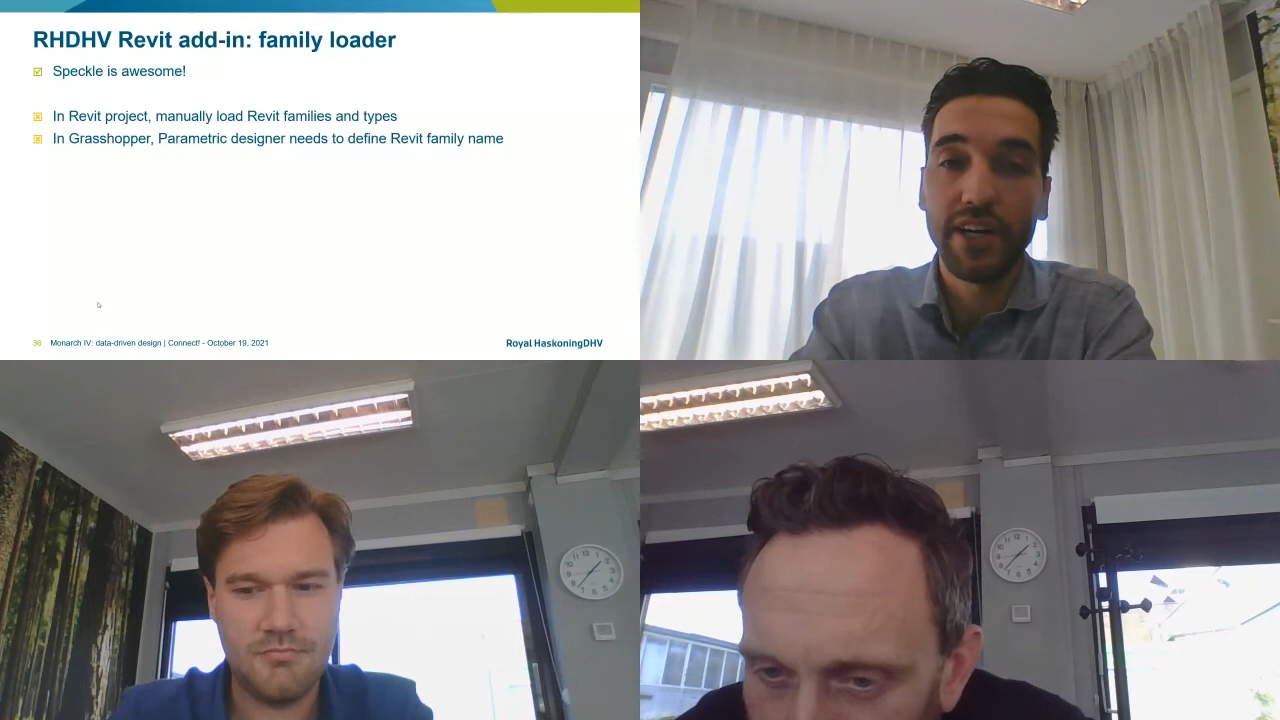 RHDHV Revit add-in: family loader
Speckle is awesome!
In Revit project, manually load Revit families and types
In Grasshopper, Parametric designer needs to define Revit family name
36 Monarch IV: data-driven design | Connect! - October 19, 2021
Royal HaskoningDHV